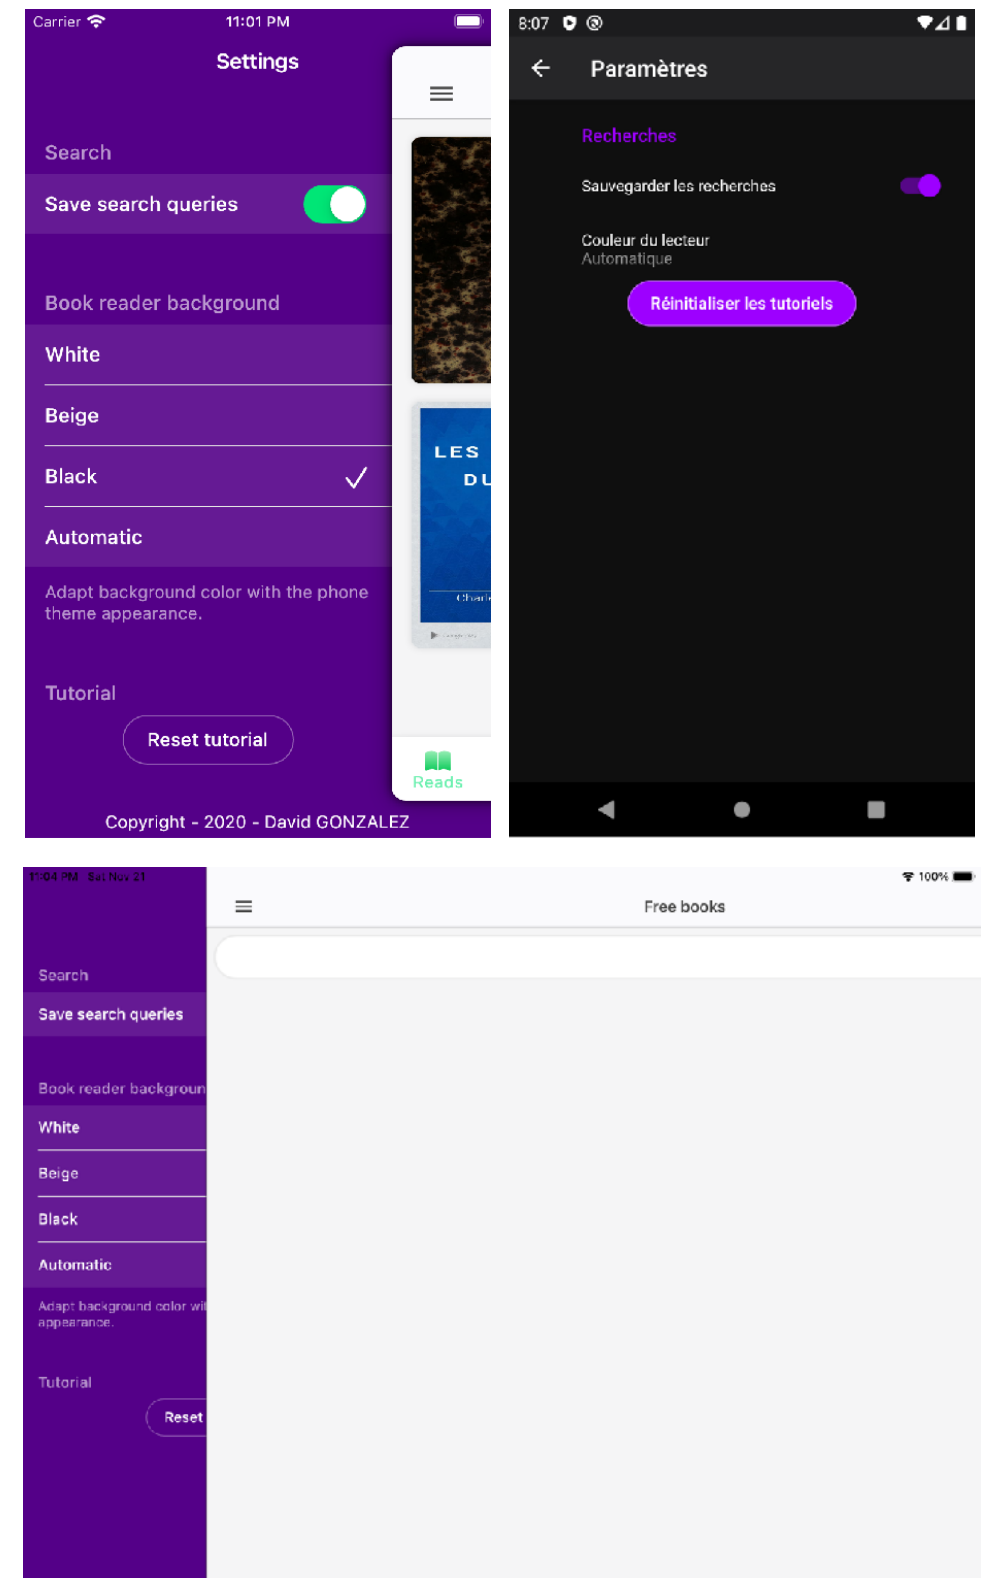 Carrier 11:01 PM
Settings
Search
Save search queries
Book reader background
White
Beige
Black
Automatic
Adapt background color with the phone
theme appearance.
Tutorial
Reset tutorial
Copyright - 2020 - David GONZALEZ
LES
DU
Charle
Reads
8:07
Paramètres
Recherches
Sauvegarder les recherches
Couleur du lecteur
Automatique
Réinitialiser les tutoriels
11:04 PM Sat Nov 21
100%
Free books
Search
Save search queries
Book reader backgroun
White
Beige
Black
Automatic
Adapt background color wit
appearance.
Tutorial
Reset